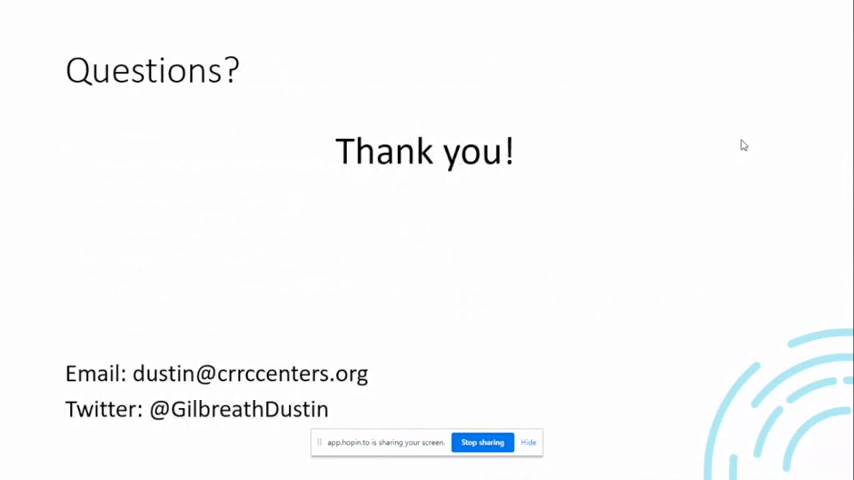 Questions?
Thank you!
Email: dustin@crrccenters.org
Twitter: @GilbreathDustin
app.hopin.to is sharing your screen. Stop sharing Hide